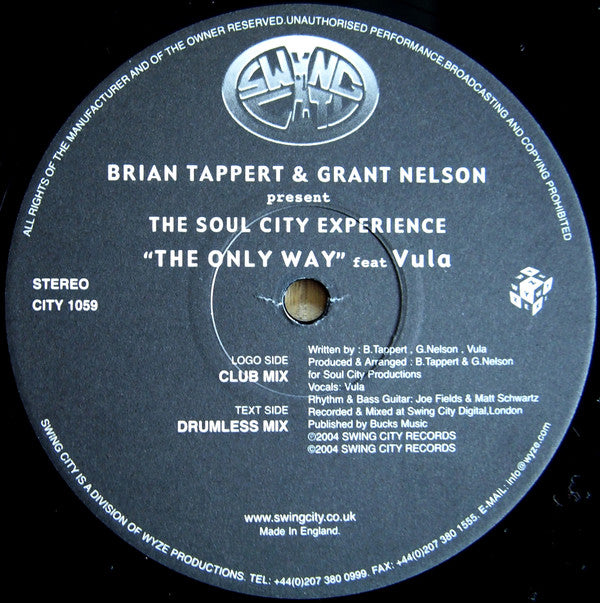 ALL RIGHTS OF THE MANUFACTURER AND OF THE OWNER RESERVED.UNAUTHORISED PERFORMANCE,BROADCASTING AND COPYING PROHIBITED
SWING CITY
BRIAN TAPPERT & GRANT NELSON
present
THE SOUL CITY EXPERIENCE
“THE ONLY WAY” feat Vula
STEREO
CITY 1059
LOGO SIDE
CLUB MIX
TEXT SIDE
DRUMLESS MIX
Written by : B.Tappert , G.Nelson , Vula
Produced & Arranged : B.Tappert & G.Nelson
for Soul City Productions
Vocals: Vula
Rhythm & Bass Guitar: Joe Fields & Matt Schwartz
Recorded & Mixed at Swing City Digital,London
Published by Bucks Music
℗2004 SWING CITY RECORDS
©2004 SWING CITY RECORDS
www.swingcity.co.uk
Made In England.
SWING CITY IS A DIVISION OF WYZE PRODUCTIONS. TEL: +44(0)207 380 0999. FAX: +44(0)207 380 1555. E-MAIL: info@wyze.com